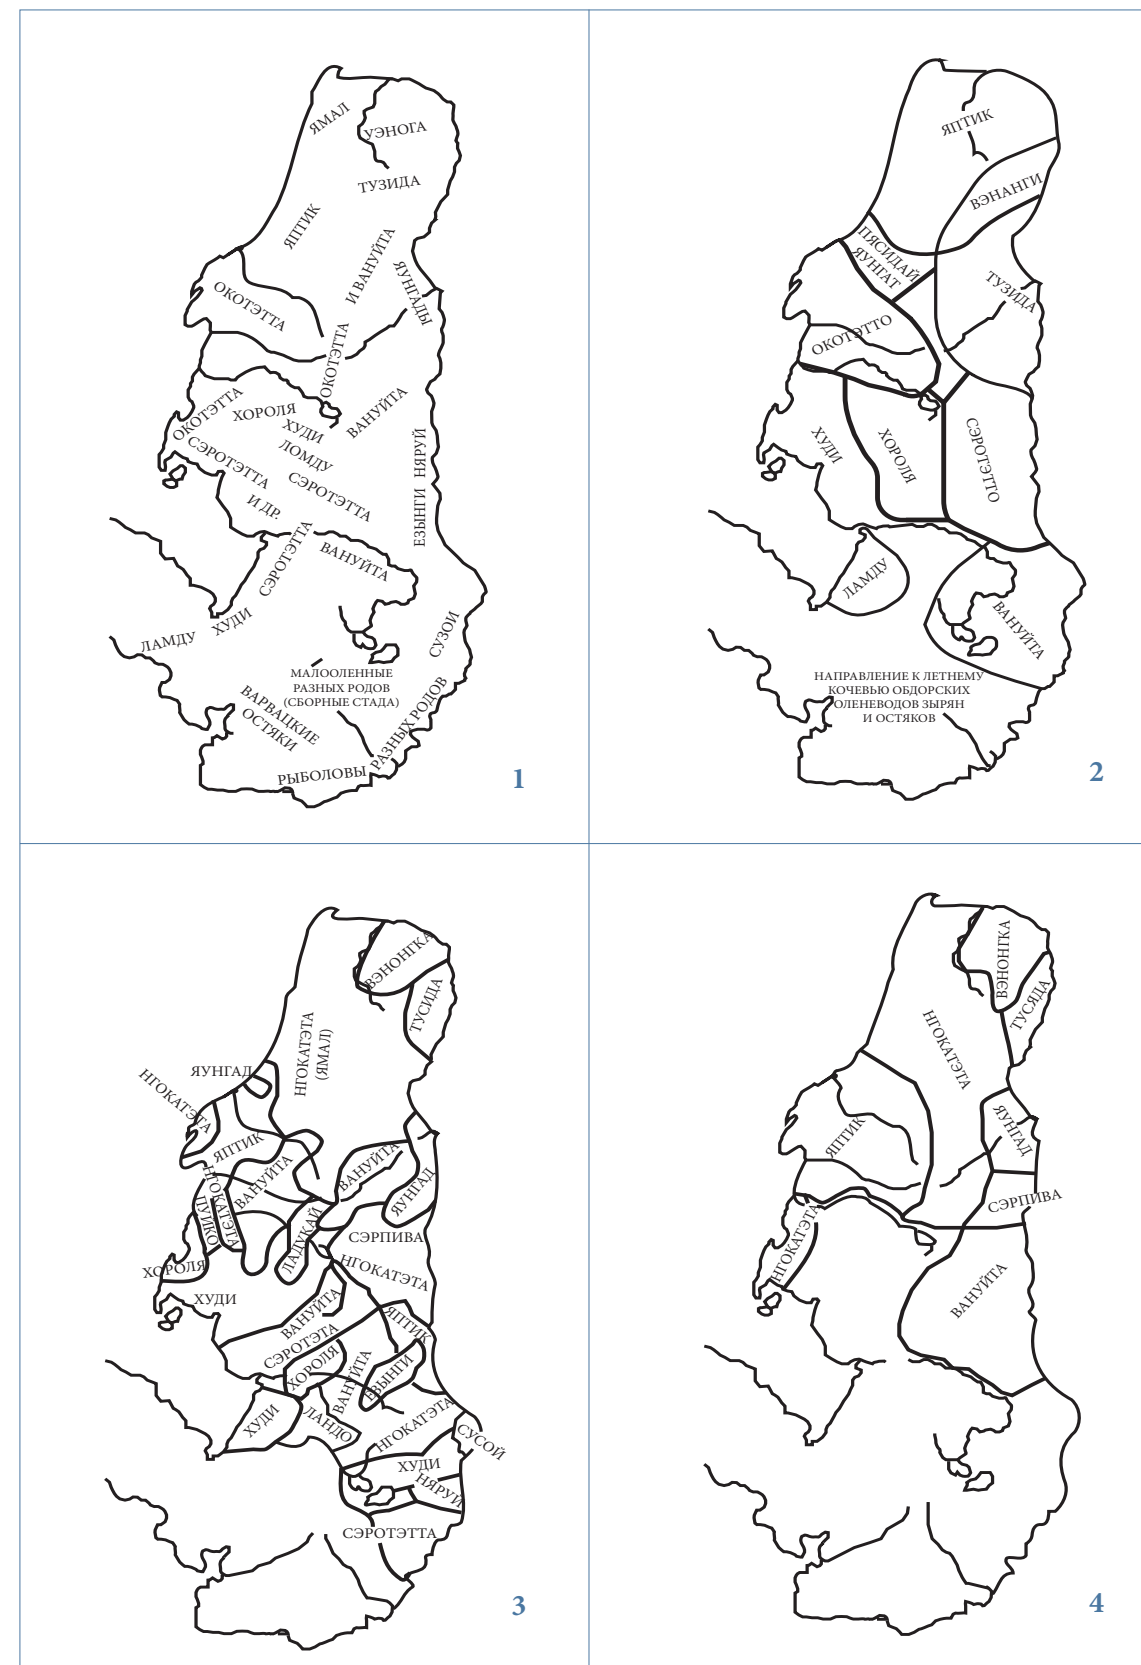 ЯМАЛ
УЭНОГА
ТУЗИДА
ЯПТИК
И ВАНУЙТА
ЯУНГАДЫ
ОКОТЭТТА
ОКОТЭТТА
ОКОТЭТТА
ХОРОЛЯ
ВАНУЙТА
ХУДИ
ЛОМДУ
СЭРОТЭТТА
СЭРОТЭТТА
И ДР.
ЕЗЫНГИ НЯРУЙ
СЭРОТЭТТА
ВАНУЙТА
ХУДИ
ЛАМДУ
СУЗОИ
МАЛООЛЕННЫЕ
РАЗНЫХ РОДОВ
(СБОРНЫЕ СТАДА)
ВАРВАЦКИЕ
ОСТЯКИ
РАЗНЫХ РОДОВ
РЫБОЛОВЫ
1
ЯПТИК
ВЭНАНГИ
ПЯСИДАЙ
ЯУНГАТ
ТУЗИДА
ОКОТЭТТО
ХУДИ
ХОРОЛЯ
СЭРОТЭТТО
ЛАМДУ
ВАНУЙТА
НАПРАВЛЕНИЕ К ЛЕТНЕМУ
КОЧЕВЬЮ ОБДОРСКИХ
ОЛЕНЕВОДОВ ЗЫРЯН
И ОСТЯКОВ
2
ВЭНОНГКА
ТУСИДА
НГОКАТЭТА
(ЯМАЛ)
ЯУНГАД
НГОКАТЭТА
ЯПТИК
ВАНУЙТА
ВАНУЙТА
ЯУНГАД
НГОКАТЭТА
ПУЙКО
ЛАДУКАЙ
СЭРПИВА
ХОРОЛЯ
НГОКАТЭТА
ХУДИ
ВАНУЙТА
ЯПТИК
СЭРОТЭТА
ХОРОЛЯ
ВАНУЙТА
ЕЗЫНГИ
ХУДИ
ЛАНДО
НГОКАТЭТА
СУСОЙ
ХУДИ
НЯРУЙ
СЭРОТЭТТА
3
ВЭНОНГКА
ТУСЯДА
НГОКАТЭТА
ЯПТИК
ЯУНГАД
СЭРПИВА
НГОКАТЭТА
ВАНУЙТА
4